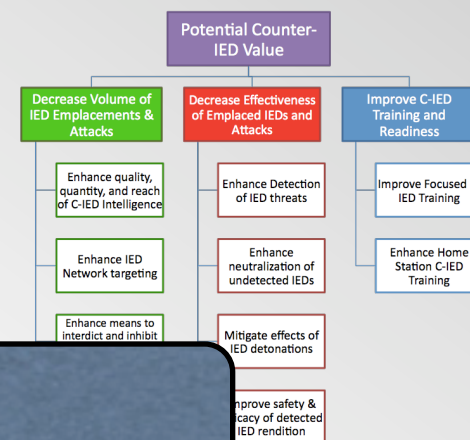 Potential Counter-
IED Value
Decrease Volume of
IED Emplacements &
Attacks
Decrease Effectiveness
of Emplaced IEDs and
Attacks
Improve C-IED
Training and
Readiness
Enhance quality,
quantity, and reach
of C-IED Intelligence
Enhance Detection
of IED threats
Improve Focused
IED Training
Enhance IED
Network targeting
Enhance
neutralization of
undetected IEDs
Enhance Home
Station C-IED
Training
Enhance means to
interdict and inhibit
Mitigate effects of
IED detonations
mprove safety &
icacy of detected
IED rendition